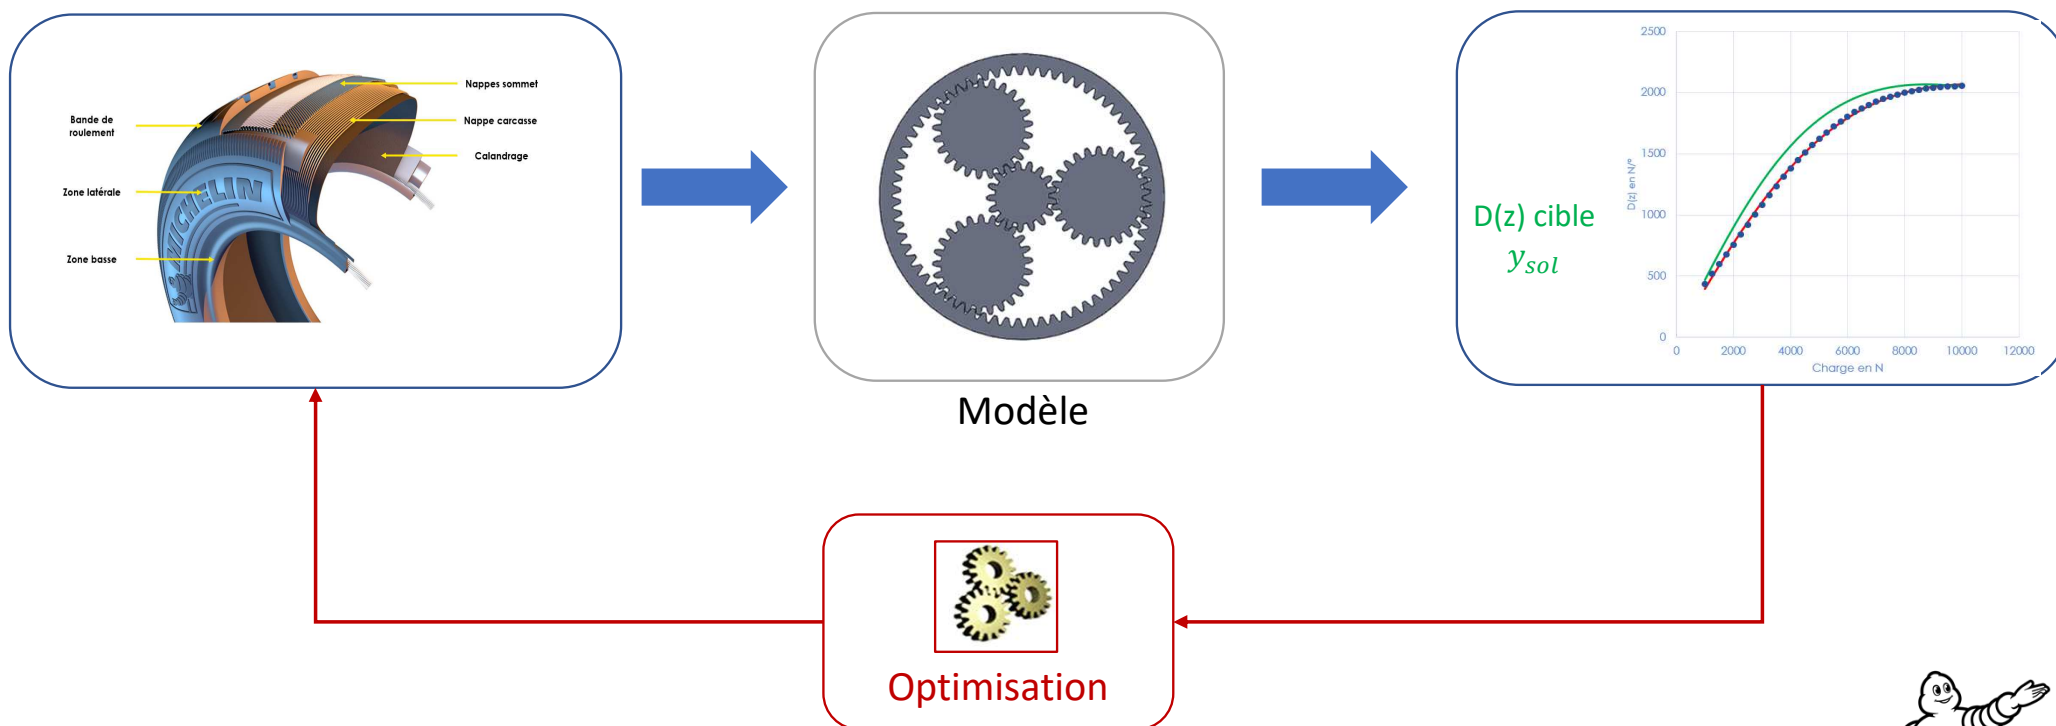 Nappes sommet
Bande de
roulement
Nappe carcasse
Calandrage
Zone latérale
MICHELIN
Zone basse
Modèle
D(z) cible
y_sol
D(z) en N/°
2500
2000
1500
1000
500
0
0 2000 4000 6000 8000 10000 12000
Charge en N
Optimisation